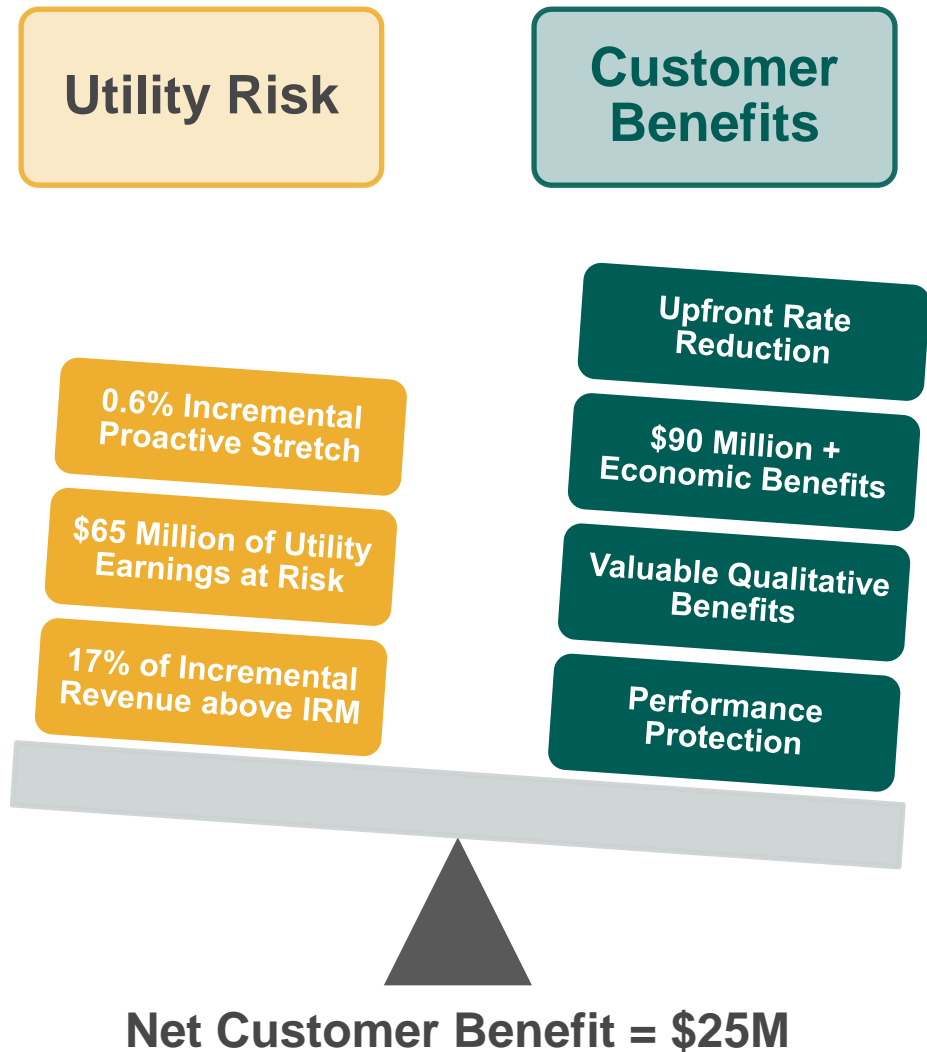 Utility Risk
Customer
Benefits
0.6% Incremental
Proactive Stretch
$65 Million of Utility
Earnings at Risk
17% of Incremental
Revenue above IRM
Upfront Rate
Reduction
$90 Million +
Economic Benefits
Valuable Qualitative
Benefits
Performance
Protection
Net Customer Benefit = $25M